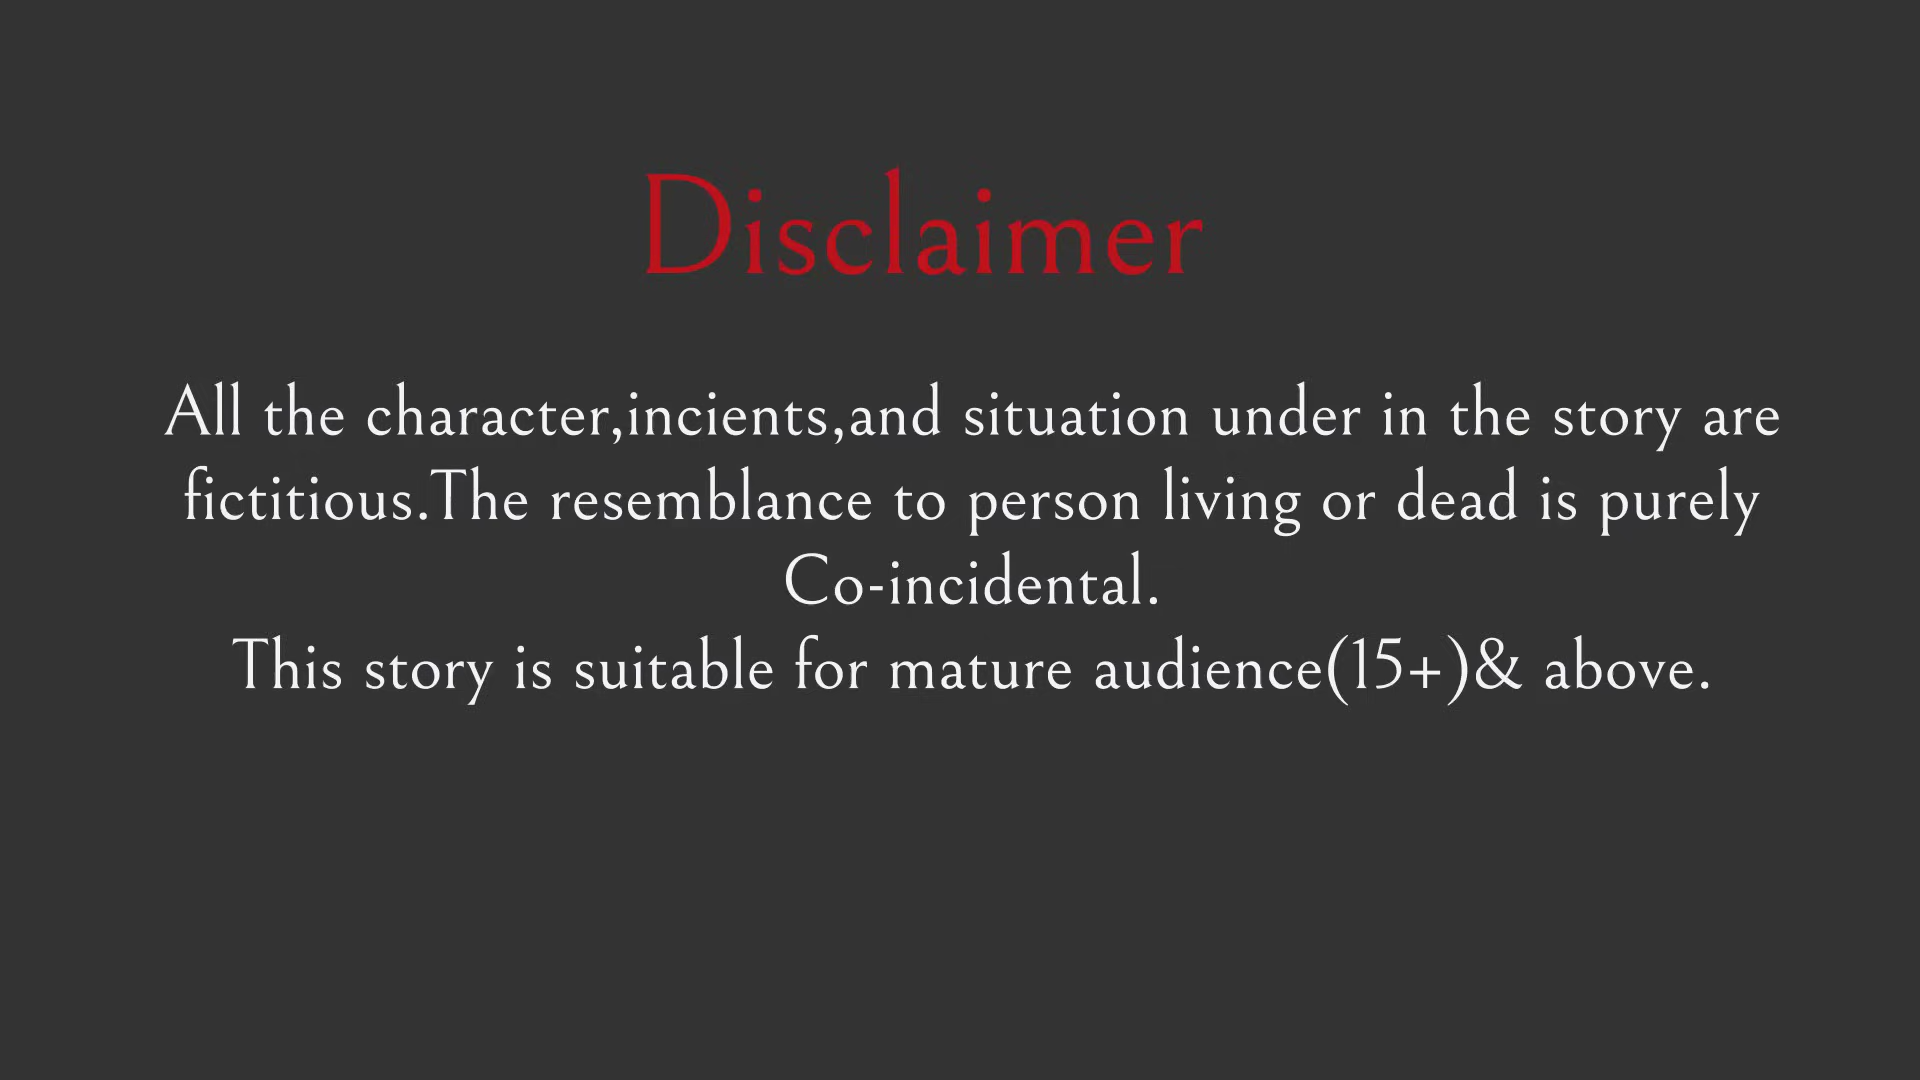 Disclaimer
All the character,incients,and situation under in the story are
fictitious.The resemblance to person living or dead is purely
Co-incidental.
This story is suitable for mature audience(15+)& above.